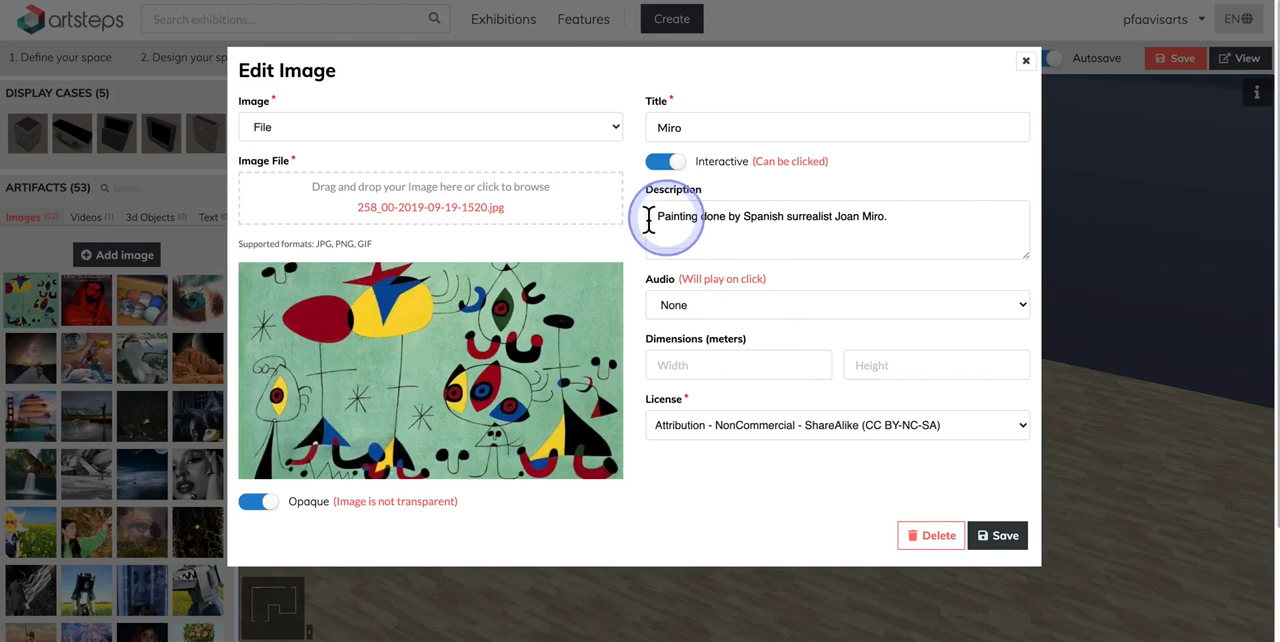 artsteps
Search exhibitions...
Exhibitions
Features
Create
pfaavisarts
EN
1. Define your space
2. Design your sp
Autosave
Save
View
DISPLAY CASES (5)
ARTIFACTS (53)
Search
Images (52)
Videos (1)
3d Objects (0)
Text
Add image
Edit Image
Image*
File
Image File*
Drag and drop your Image here or click to browse
258_00-2019-09-19-1520.jpg
Supported formats: JPG, PNG, GIF
Opaque (Image is not transparent)
Title*
Miro
Interactive (Can be clicked)
Description
Painting done by Spanish surrealist Joan Miro.
Audio (Will play on click)
None
Dimensions (meters)
Width
Height
License*
Attribution - NonCommercial - ShareAlike (CC BY-NC-SA)
Delete
Save